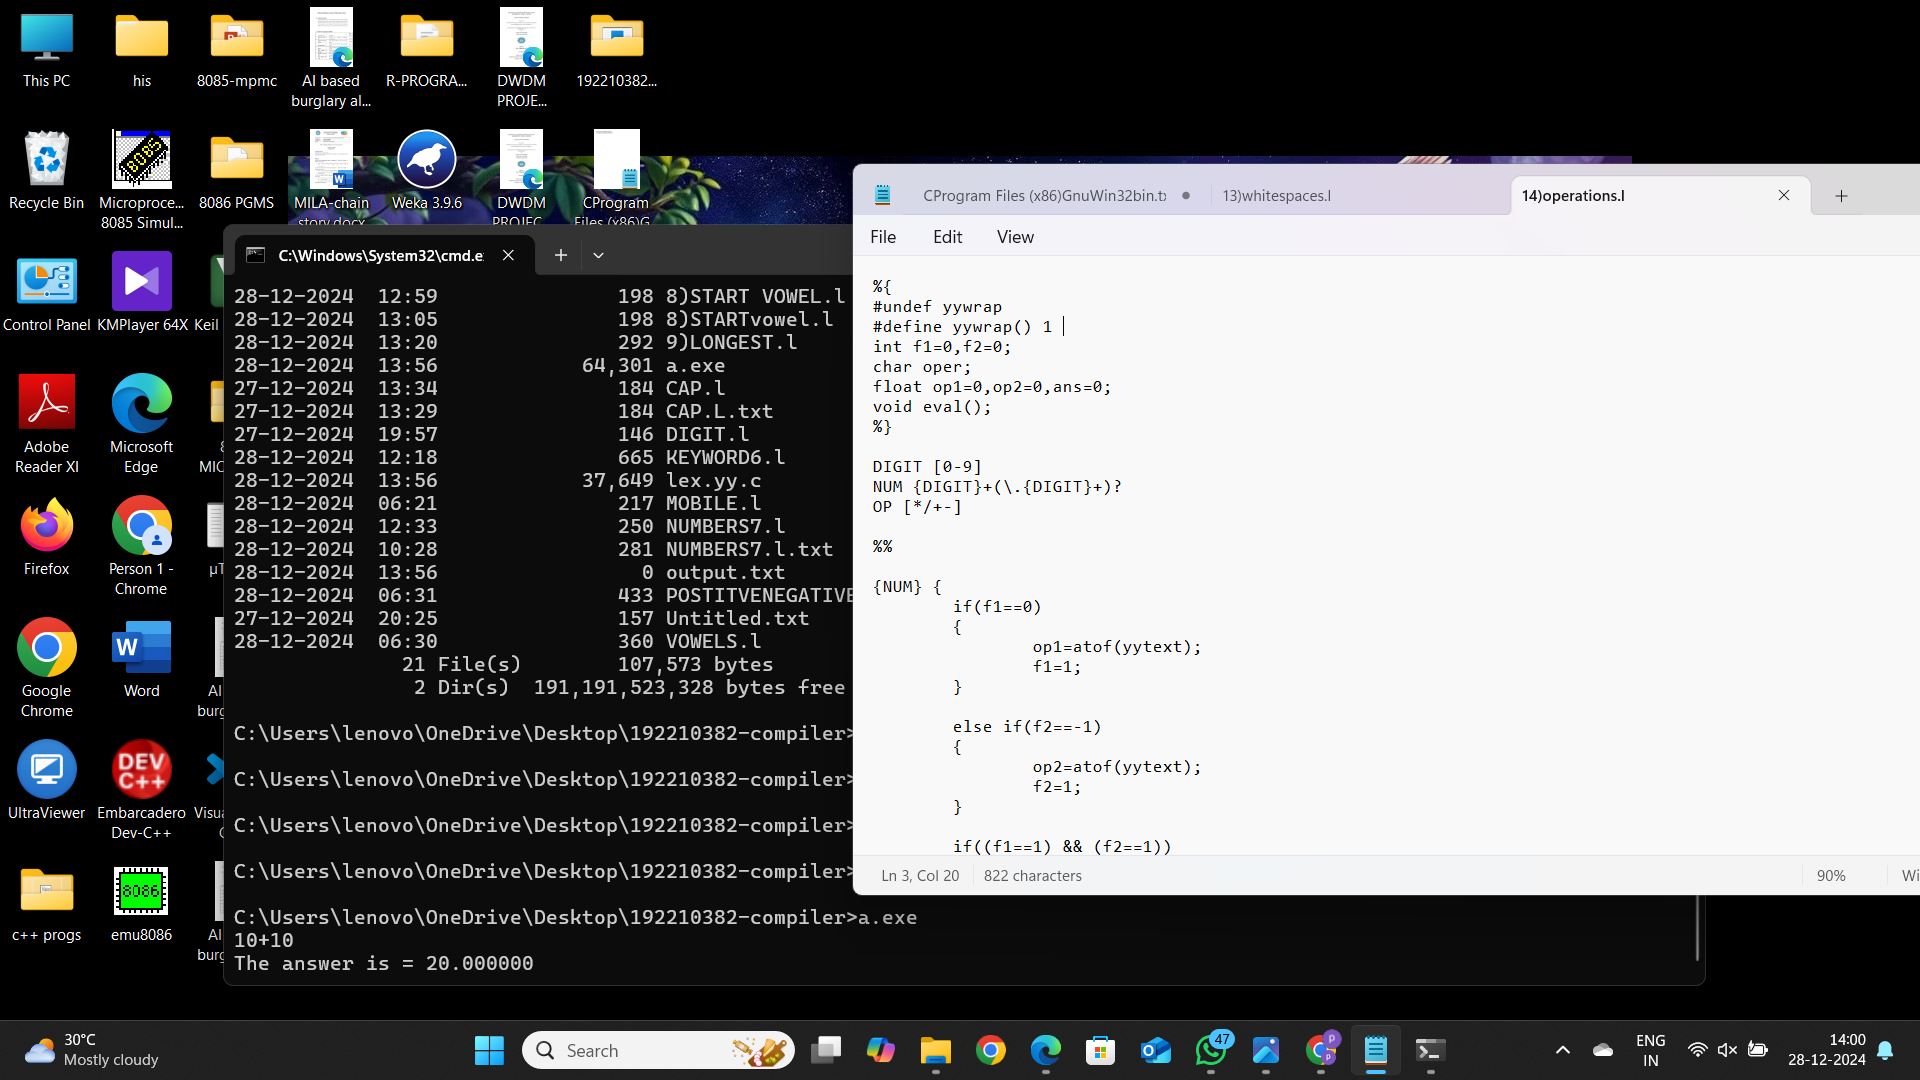 This PC
his
8085-mpmc
AI based
burglary al...
R-PROGRA...
DWDM
PROJE...
192210382...
Recycle Bin
Microproce...
8085 Simul...
8086 PGMS
MILA-chain
story.docx
Weka 3.9.6
DWDM
PROJEC
CProgram
Files (x86)G
Control Panel
KMPlayer 64X
Keil
Adobe
Reader XI
Microsoft
Edge
8
MIC
Firefox
Person 1 -
Chrome
μT
Google
Chrome
Word
AI
burg
UltraViewer
DEV
C++
Embarcadero
Dev-C++
Visua
C
c++ progs
8086
emu8086
AI
burg
C:\Windows\System32\cmd.e:
28-12-2024 12:59 198 8)START VOWEL.l
28-12-2024 13:05 198 8)STARTvowel.l
28-12-2024 13:20 292 9)LONGEST.l
28-12-2024 13:56 64,301 a.exe
27-12-2024 13:34 184 CAP.l
27-12-2024 13:29 184 CAP.L.txt
27-12-2024 19:57 146 DIGIT.l
28-12-2024 12:18 665 KEYWORD6.l
28-12-2024 13:56 37,649 lex.yy.c
28-12-2024 06:21 217 MOBILE.l
28-12-2024 12:33 250 NUMBERS7.l
28-12-2024 10:28 281 NUMBERS7.l.txt
28-12-2024 13:56 0 output.txt
28-12-2024 06:31 433 POSTITVENEGATIVE
27-12-2024 20:25 157 Untitled.txt
28-12-2024 06:30 360 VOWELS.l
21 File(s) 107,573 bytes
2 Dir(s) 191,191,523,328 bytes free
C:\Users\lenovo\OneDrive\Desktop\192210382-compiler>
C:\Users\lenovo\OneDrive\Desktop\192210382-compiler>
C:\Users\lenovo\OneDrive\Desktop\192210382-compiler>
C:\Users\lenovo\OneDrive\Desktop\192210382-compiler>
C:\Users\lenovo\OneDrive\Desktop\192210382-compiler>a.exe
10+10
The answer is = 20.000000
CProgram Files (x86)GnuWin32bin.tx
13)whitespaces.l
14)operations.l
File Edit View
%{
#undef yywrap
#define yywrap() 1
int f1=0,f2=0;
char oper;
float op1=0,op2=0,ans=0;
void eval();
%}
DIGIT [0-9]
NUM {DIGIT}+(\.{DIGIT}+)?
OP [*/+-]
%%
{NUM} {
if(f1==0)
{
op1=atof(yytext);
f1=1;
}
else if(f2==-1)
{
op2=atof(yytext);
f2=1;
}
if((f1==1) && (f2==1))
Ln 3, Col 20 822 characters 90% Wi
30°C
Mostly cloudy
Search
47
ENG
IN
14:00
28-12-2024